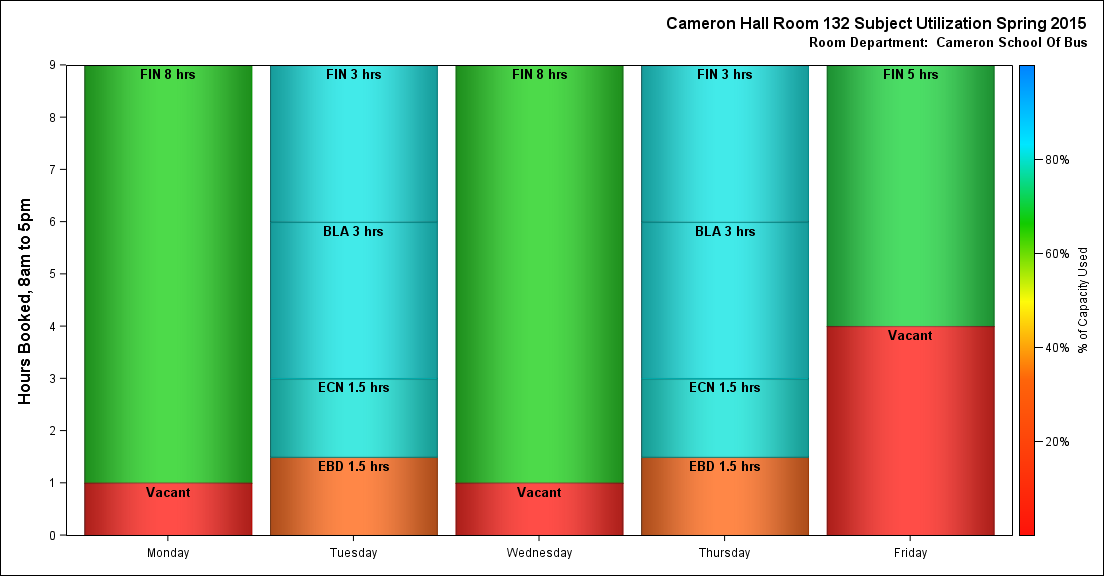 Cameron Hall Room 132 Subject Utilization Spring 2015
Room Department:  Cameron School Of Bus
Hours Booked, 8am to 5pm
9
8
7
6
5
4
3
2
1
0
FIN 8 hrs
Vacant
FIN 3 hrs
BLA 3 hrs
ECN 1.5 hrs
EBD 1.5 hrs
FIN 8 hrs
Vacant
FIN 3 hrs
BLA 3 hrs
ECN 1.5 hrs
EBD 1.5 hrs
FIN 5 hrs
Vacant
Monday
Tuesday
Wednesday
Thursday
Friday
80%
60%
40%
20%
% of Capacity Used